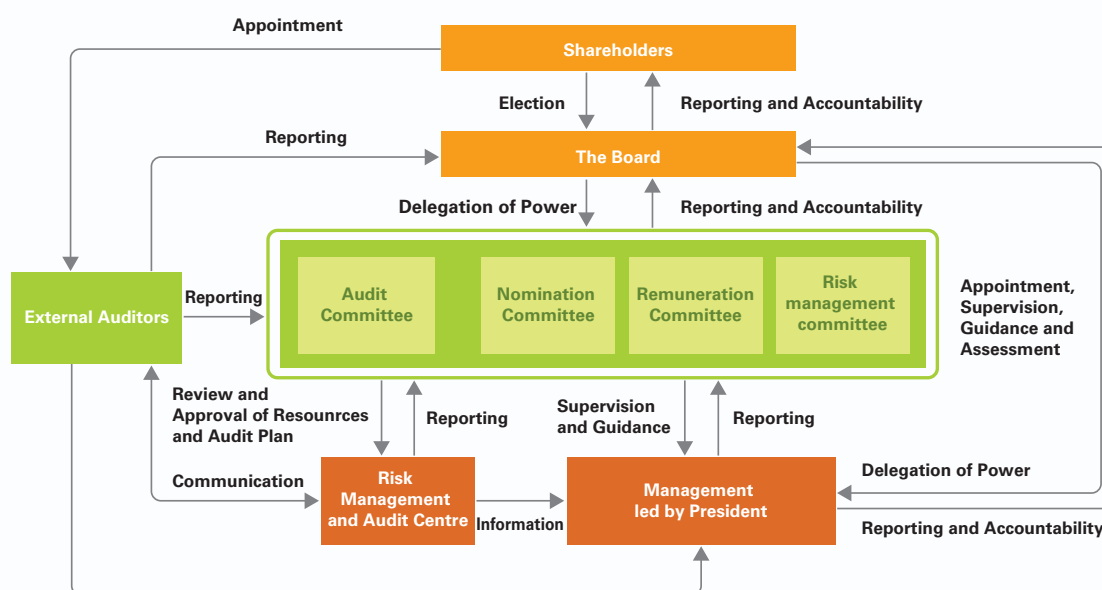 Appointment
Shareholders
Election
Reporting and Accountability
Reporting
The Board
Delegation of Power
Reporting and Accountability
External Auditors
Reporting
Audit
Committee
Nomination
Committee
Remuneration
Committee
Risk
management
committee
Appointment,
Supervision,
Guidance and
Assessment
Review and
Approval of Resounrces
and Audit Plan
Reporting
Supervision
and Guidance
Reporting
Communication
Risk
Management
and Audit Centre
Information
Management
led by President
Delegation of Power
Reporting and Accountability